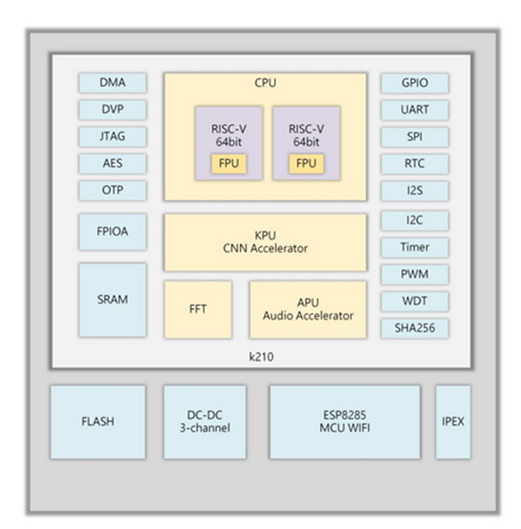 DMA
DVP
JTAG
AES
OTP
FPIOA
SRAM
CPU
RISC-V
64bit
FPU
RISC-V
64bit
FPU
KPU
CNN Accelerator
FFT
APU
Audio Accelerator
GPIO
UART
SPI
RTC
I2S
I2C
Timer
PWM
WDT
SHA256
k210
FLASH
DC-DC
3-channel
ESP8285
MCU WIFI
IPEX